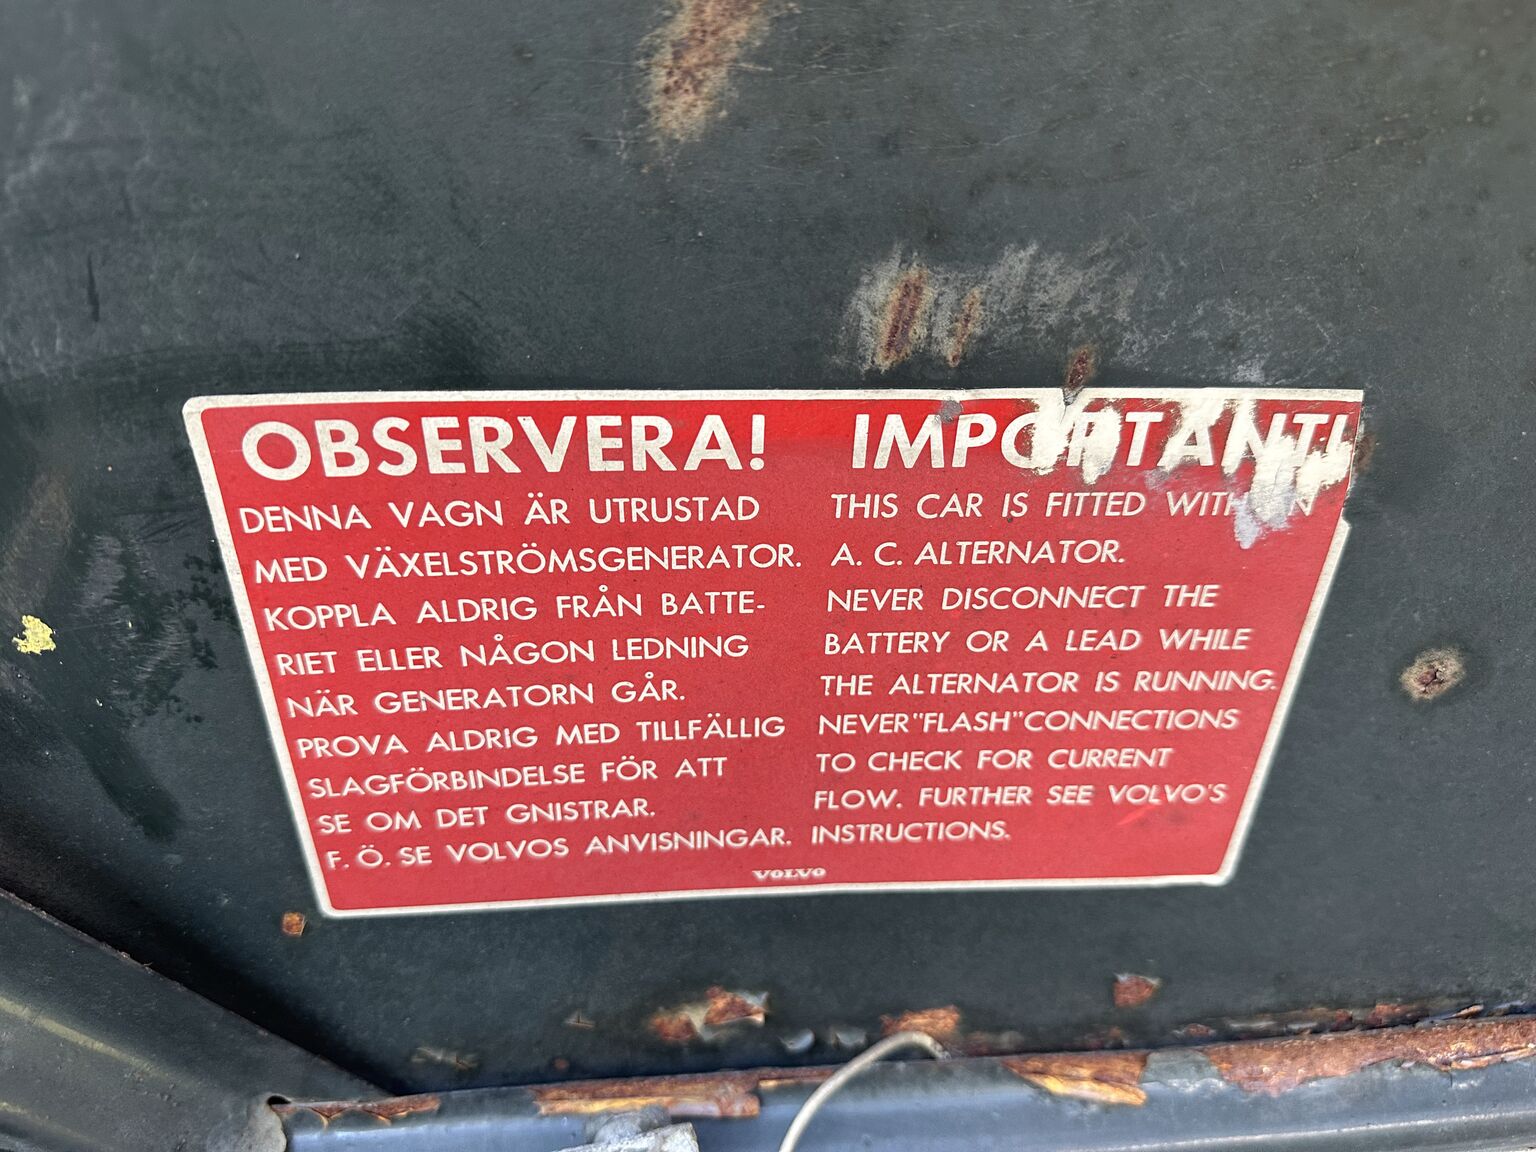 OBSERVERA!
DENNA VAGN ÄR UTRUSTAD
MED VÄXELSTRÖMSGENERATOR.
KOPPLA ALDRIG FRÅN BATTE-
RIET ELLER NÅGON LEDNING
NÄR GENERATORN GÅR.
PROVA ALDRIG MED TILLFÄLLIG
SLAGFÖRBINDELSE FÖR ATT
SE OM DET GNISTRAR.
F. Ö. SE VOLVOS ANVISNINGAR.
IMPORTANT!
THIS CAR IS FITTED WITH AN
A. C. ALTERNATOR.
NEVER DISCONNECT THE
BATTERY OR A LEAD WHILE
THE ALTERNATOR IS RUNNING.
NEVER "FLASH" CONNECTIONS
TO CHECK FOR CURRENT
FLOW. FURTHER SEE VOLVO'S
INSTRUCTIONS.
VOLVO